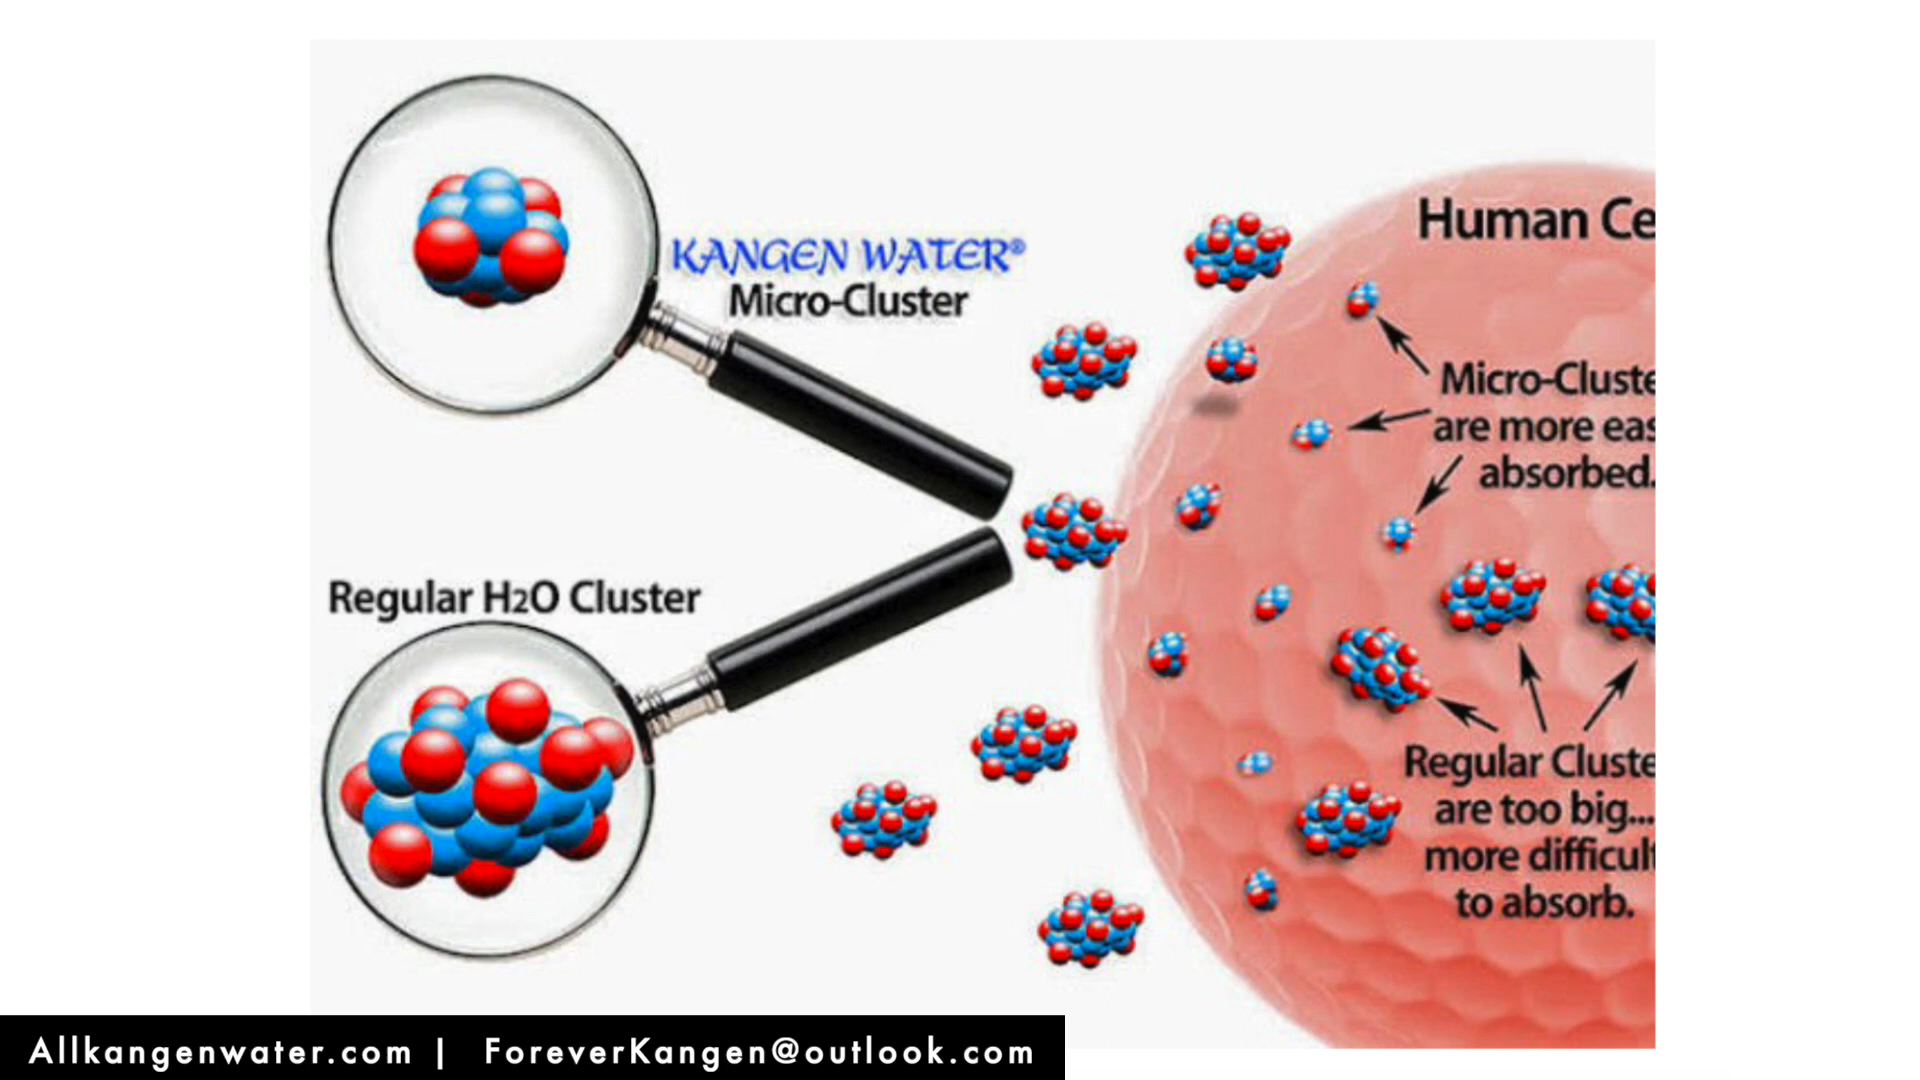 KANGEN WATER®
Micro-Cluster
Regular H2O Cluster
Human Ce
Micro-Cluste
are more eas
absorbed.
Regular Cluste
are too big...
more difficult
to absorb.
Allkangenwater.com | ForeverKangen@outlook.com